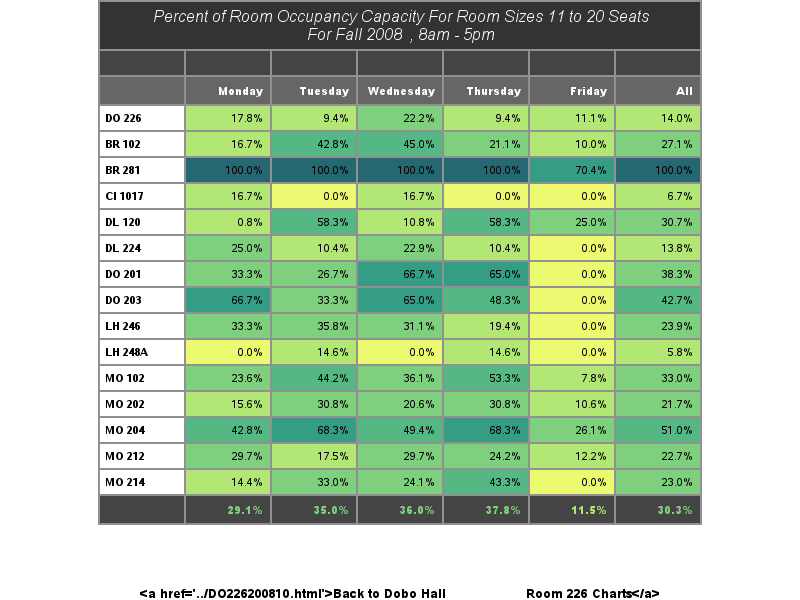 Percent of Room Occupancy Capacity For Room Sizes 11 to 20 Seats
For Fall 2008 , 8am - 5pm
Monday Tuesday Wednesday Thursday Friday All
DO 226 17.8% 9.4% 22.2% 9.4% 11.1% 14.0%
BR 102 16.7% 42.8% 45.0% 21.1% 10.0% 27.1%
BR 281 100.0% 100.0% 100.0% 100.0% 70.4% 100.0%
CI 1017 16.7% 0.0% 16.7% 0.0% 0.0% 6.7%
DL 120 0.8% 58.3% 10.8% 58.3% 25.0% 30.7%
DL 224 25.0% 10.4% 22.9% 10.4% 0.0% 13.8%
DO 201 33.3% 26.7% 66.7% 65.0% 0.0% 38.3%
DO 203 66.7% 33.3% 65.0% 48.3% 0.0% 42.7%
LH 246 33.3% 35.8% 31.1% 19.4% 0.0% 23.9%
LH 248A 0.0% 14.6% 0.0% 14.6% 0.0% 5.8%
MO 102 23.6% 44.2% 36.1% 53.3% 7.8% 33.0%
MO 202 15.6% 30.8% 20.6% 30.8% 10.6% 21.7%
MO 204 42.8% 68.3% 49.4% 68.3% 26.1% 51.0%
MO 212 29.7% 17.5% 29.7% 24.2% 12.2% 22.7%
MO 214 14.4% 33.0% 24.1% 43.3% 0.0% 23.0%
29.1% 35.0% 36.0% 37.8% 11.5% 30.3%
<a href='../DO226200810.html'>Back to Dobo Hall Room 226 Charts</a>